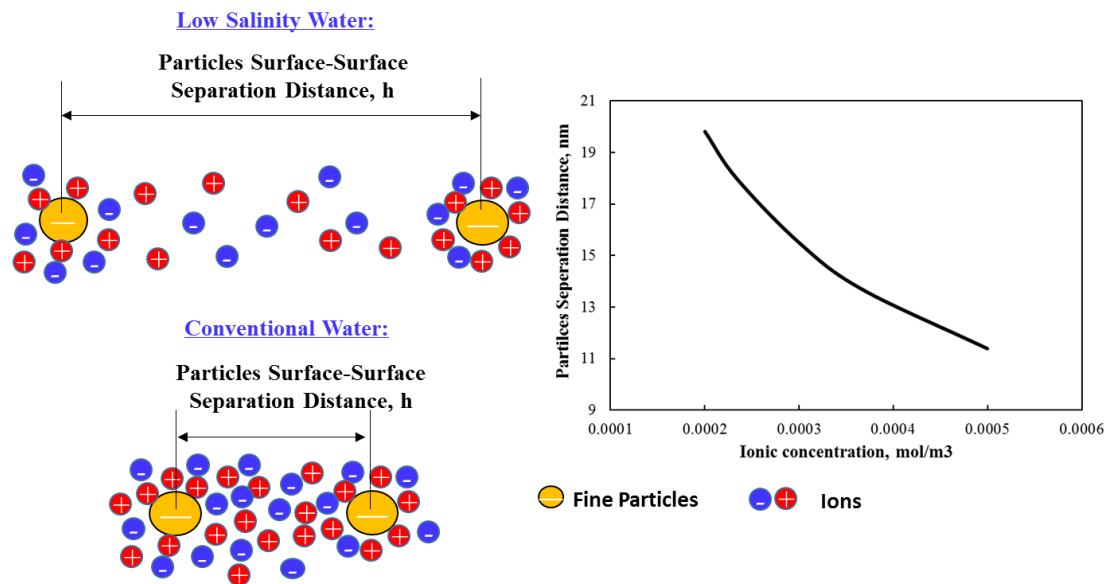 Low Salinity Water:
Particles Surface-Surface
Separation Distance, h
Conventional Water:
Particles Surface-Surface
Separation Distance, h
Partilces Seperation Distance, nm
21
19
17
15
13
11
9
0.0001 0.0002 0.0003 0.0004 0.0005 0.0006
Ionic concentration, mol/m3
Fine Particles
Ions